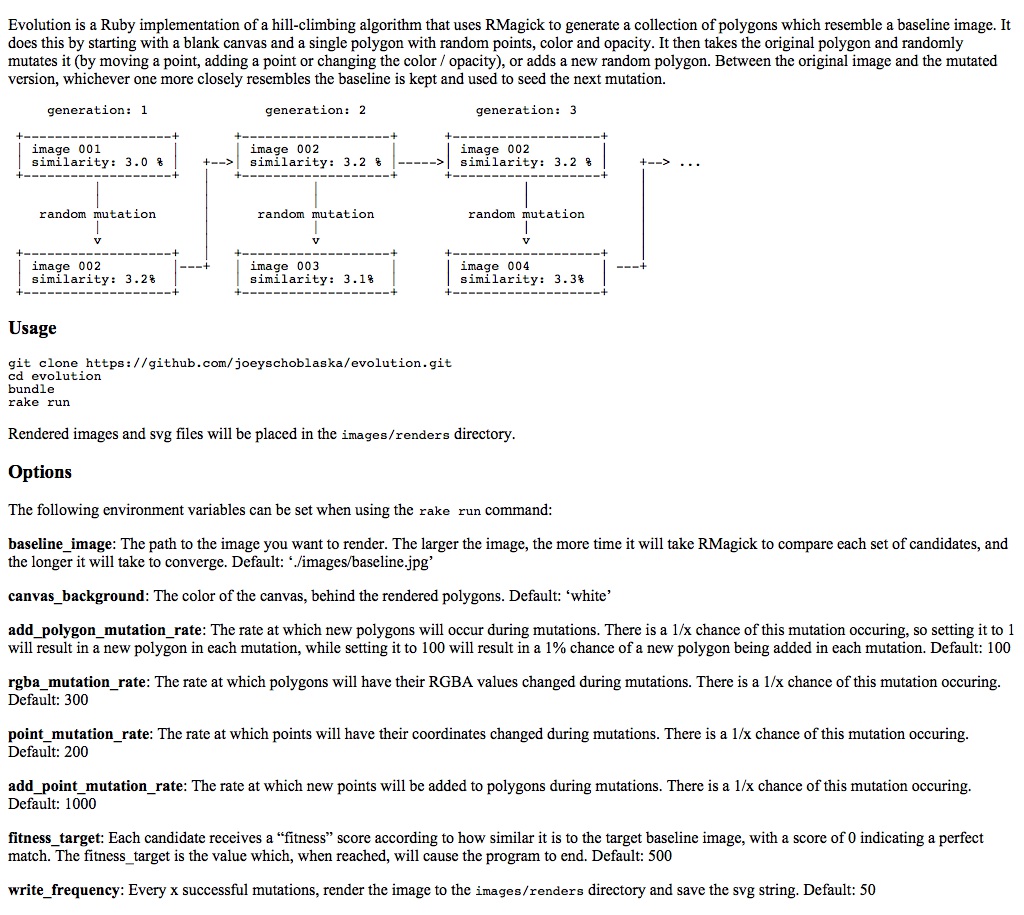 Evolution is a Ruby implementation of a hill-climbing algorithm that uses RMagick to generate a collection of polygons which resemble a baseline image. It
does this by starting with a blank canvas and a single polygon with random points, color and opacity. It then takes the original polygon and randomly
mutates it (by moving a point, adding a point or changing the color / opacity), or adds a new random polygon. Between the original image and the mutated
version, whichever one more closely resembles the baseline is kept and used to seed the next mutation.
generation: 1 generation: 2 generation: 3
+-------------------+ +-------------------+ +-------------------+
| image 001 | | image 002 | | image 002 |
| similarity: 3.0 % | +-->| similarity: 3.2 % |----->| similarity: 3.2 % | +--> ...
+-------------------+ | +-------------------+ +-------------------+ |
| | | | |
random mutation | random mutation random mutation |
| | | | |
v | v v |
+-------------------+ | +-------------------+ +-------------------+ |
| image 002 |---+ | image 003 | | image 004 | ---+
| similarity: 3.2% | | similarity: 3.1% | | similarity: 3.3% |
+-------------------+ +-------------------+ +-------------------+
Usage
git clone https://github.com/joeyschoblaska/evolution.git
cd evolution
bundle
rake run
Rendered images and svg files will be placed in the images/renders directory.
Options
The following environment variables can be set when using the rake run command:
baseline_image: The path to the image you want to render. The larger the image, the more time it will take RMagick to compare each set of candidates, and
the longer it will take to converge. Default: ‘./images/baseline.jpg’
canvas_background: The color of the canvas, behind the rendered polygons. Default: ‘white’
add_polygon_mutation_rate: The rate at which new polygons will occur during mutations. There is a 1/x chance of this mutation occuring, so setting it to 1
will result in a new polygon in each mutation, while setting it to 100 will result in a 1% chance of a new polygon being added in each mutation. Default: 100
rgba_mutation_rate: The rate at which polygons will have their RGBA values changed during mutations. There is a 1/x chance of this mutation occuring.
Default: 300
point_mutation_rate: The rate at which points will have their coordinates changed during mutations. There is a 1/x chance of this mutation occuring.
Default: 200
add_point_mutation_rate: The rate at which new points will be added to polygons during mutations. There is a 1/x chance of this mutation occuring.
Default: 1000
fitness_target: Each candidate receives a “fitness” score according to how similar it is to the target baseline image, with a score of 0 indicating a perfect
match. The fitness_target is the value which, when reached, will cause the program to end. Default: 500
write_frequency: Every x successful mutations, render the image to the images/renders directory and save the svg string. Default: 50